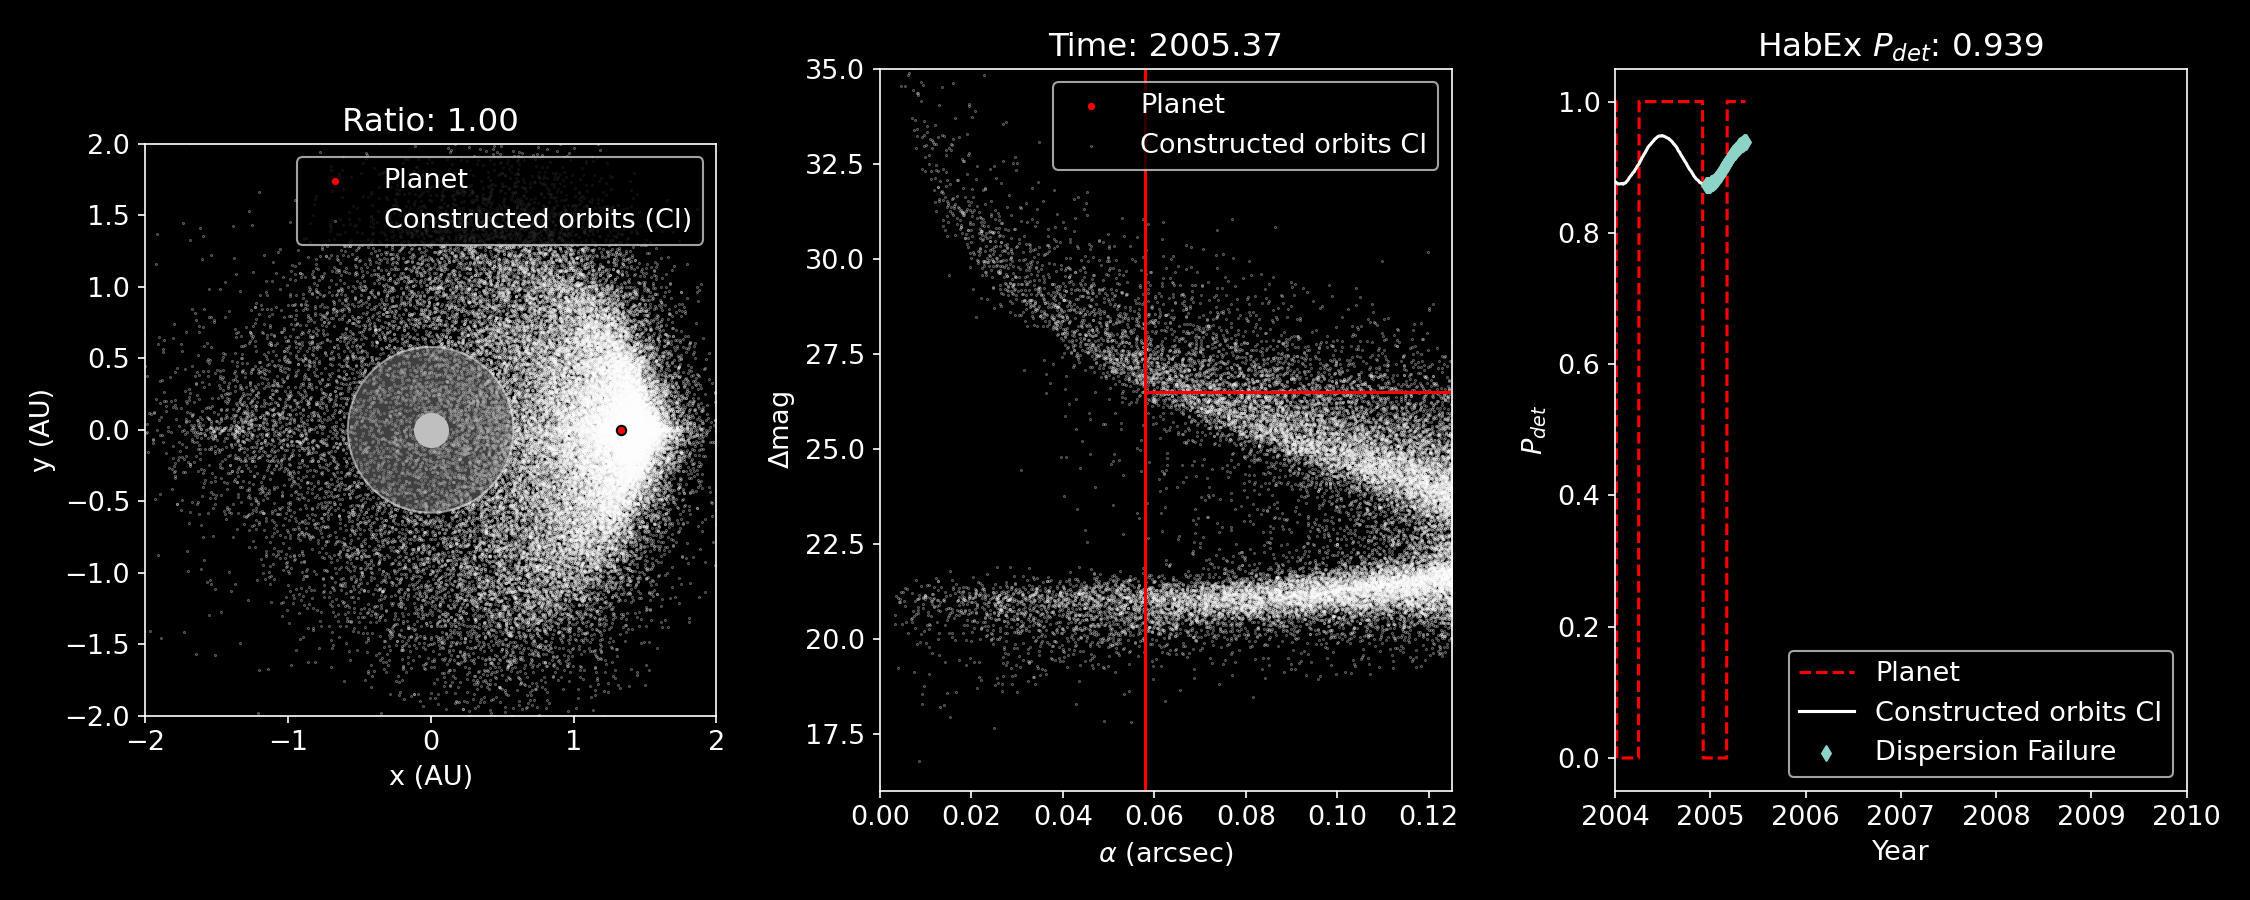 Ratio: 1.00
Planet
Constructed orbits (CI)
2.0
1.5
1.0
0.5
0.0
−0.5
−1.0
−1.5
−2.0
y (AU)
−2
−1
0
1
2
x (AU)
Time: 2005.37
Planet
Constructed orbits CI
35.0
32.5
30.0
27.5
25.0
22.5
20.0
17.5
Δmag
0.00
0.02
0.04
0.06
0.08
0.10
0.12
α (arcsec)
HabEx P_det: 0.939
1.0
0.8
0.6
0.4
0.2
0.0
P_det
Planet
Constructed orbits CI
Dispersion Failure
2004
2005
2006
2007
2008
2009
2010
Year